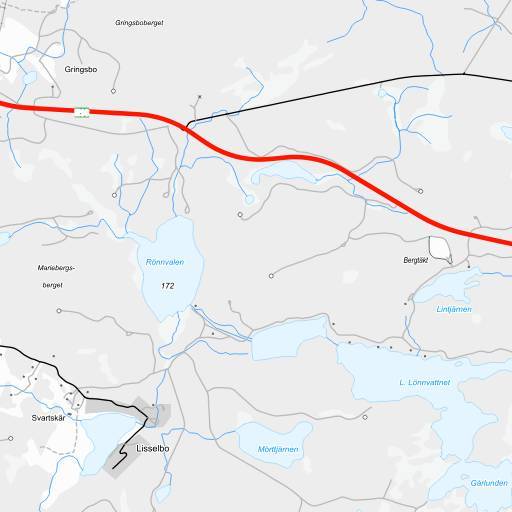 Gringsboberget
Gringsbo
Rönnvalen
172
Mariebergs-
berget
Bergtäkt
Lintjärnen
L. Lönnvattnet
Svartskär
Lisselbo
Mörttjärnen
Gärlunden